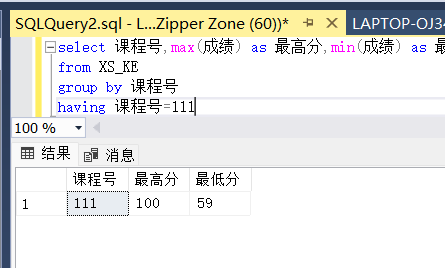 SQLQuery2.sql - L...Zipper Zone (60))* LAPTOP-OJ34
select 课程号,max(成绩) as 最高分,min(成绩) as
from XS_KE
group by 课程号
having 课程号=111
100 %
结果 消息
课程号 最高分 最低分
1 111 100 59